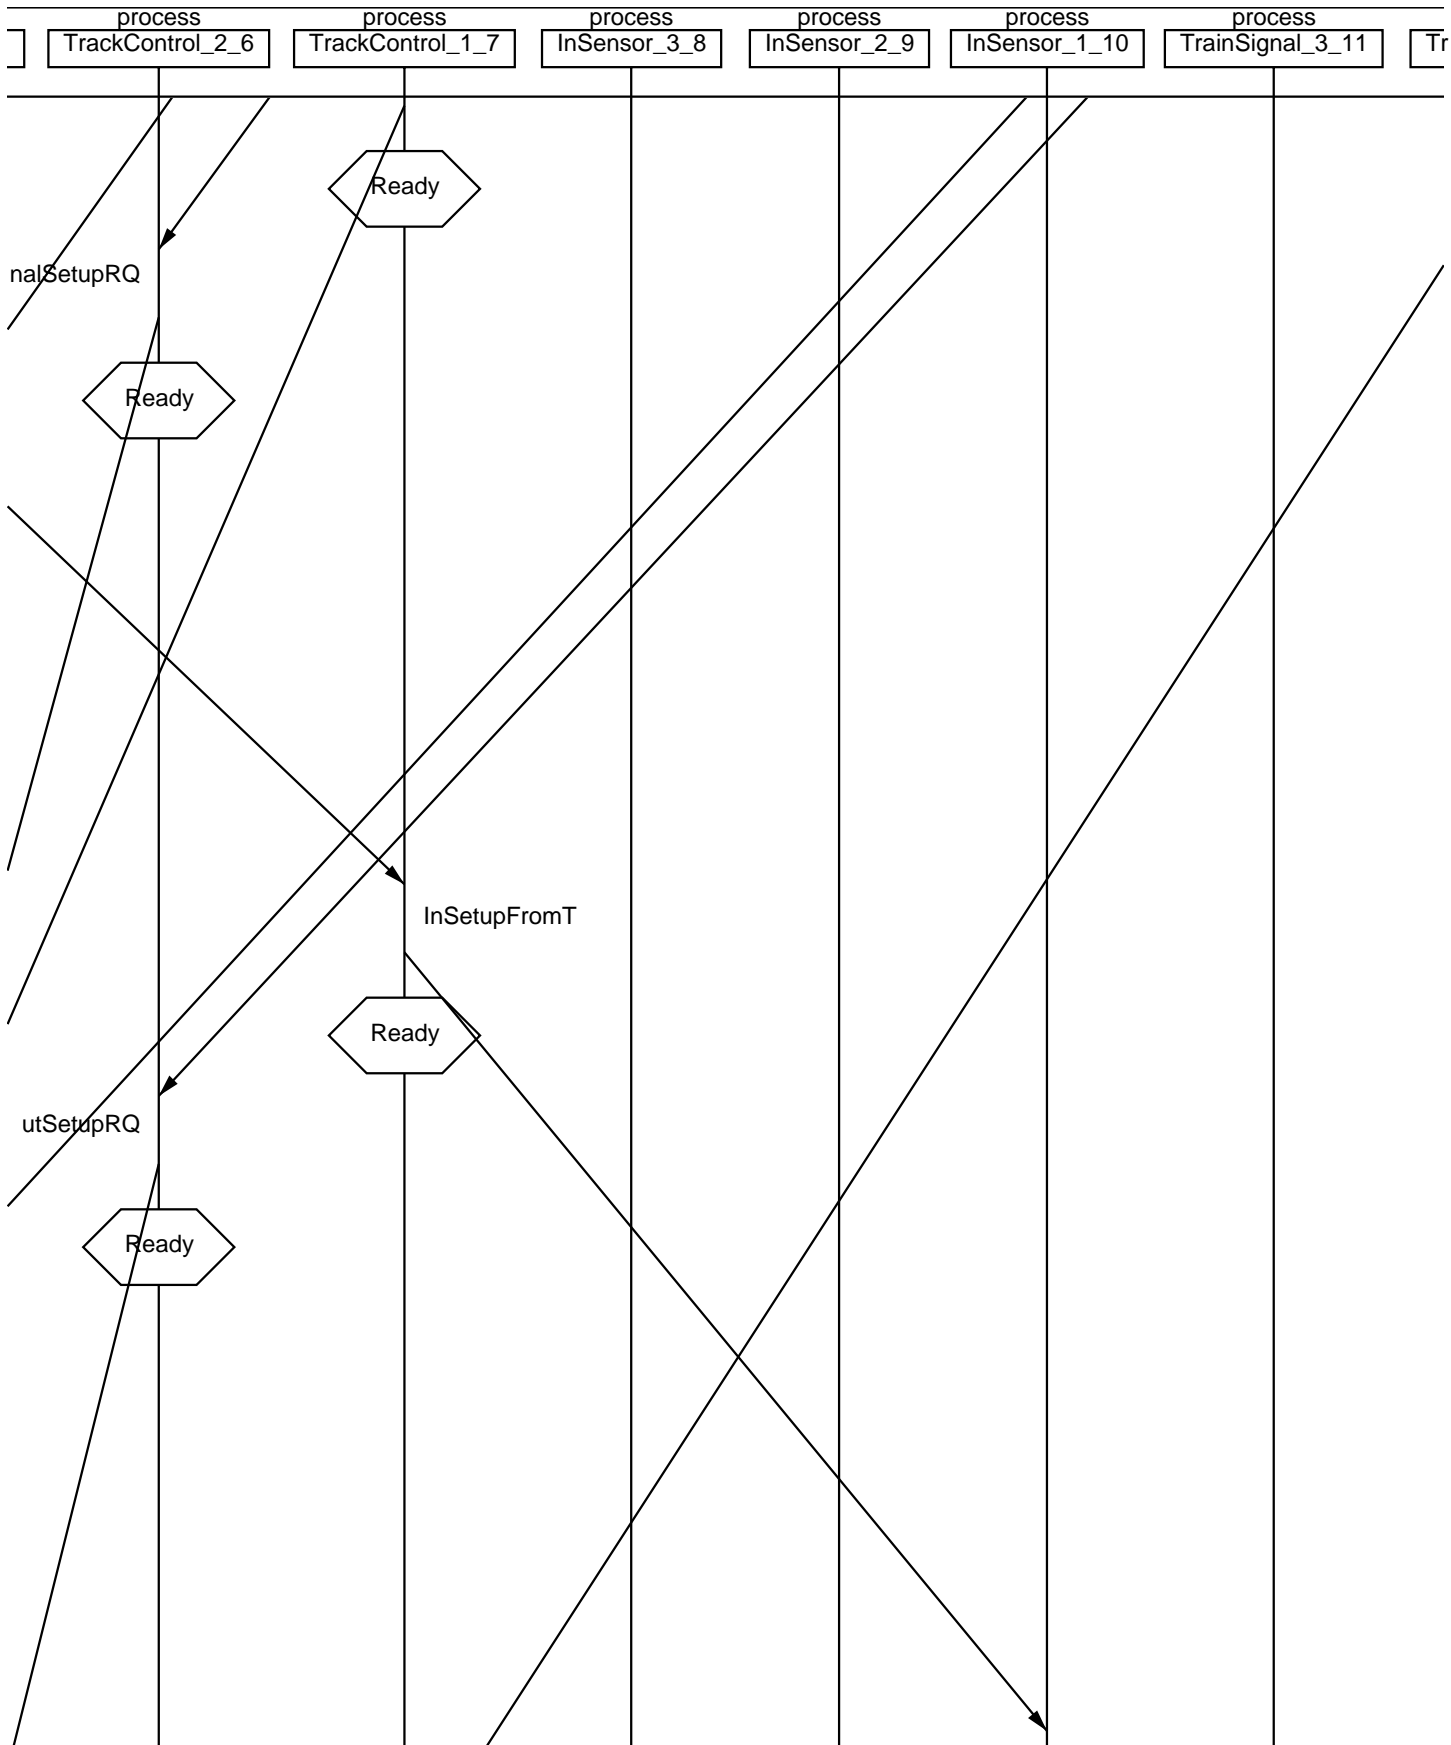 process process process process process process
TrackControl_2_6 TrackControl_1_7 InSensor_3_8 InSensor_2_9 InSensor_1_10 TrainSignal_3_11 Tr
Ready
nalSetupRQ
Ready
InSetupFromT
Ready
utSetupRQ
Ready